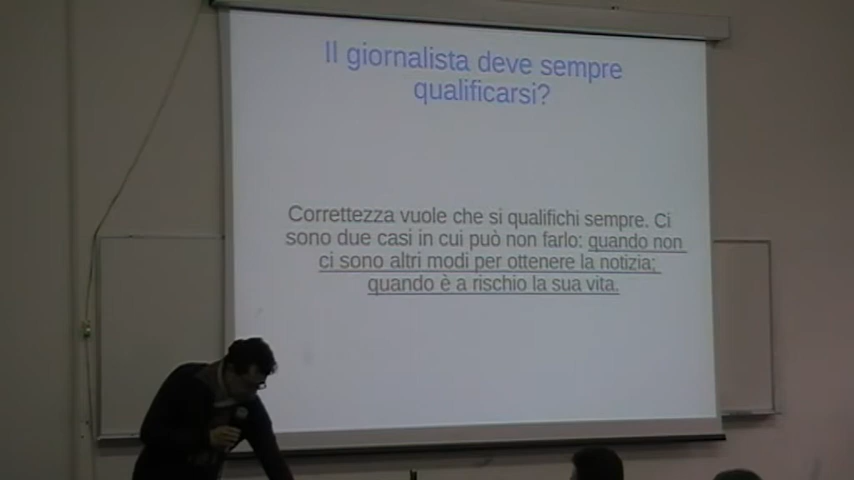 Il giornalista deve sempre
qualificarsi?
Correttezza vuole che si qualifichi sempre. Ci
sono due casi in cui può non farlo: quando non
ci sono altri modi per ottenere la notizia;
quando è a rischio la sua vita.